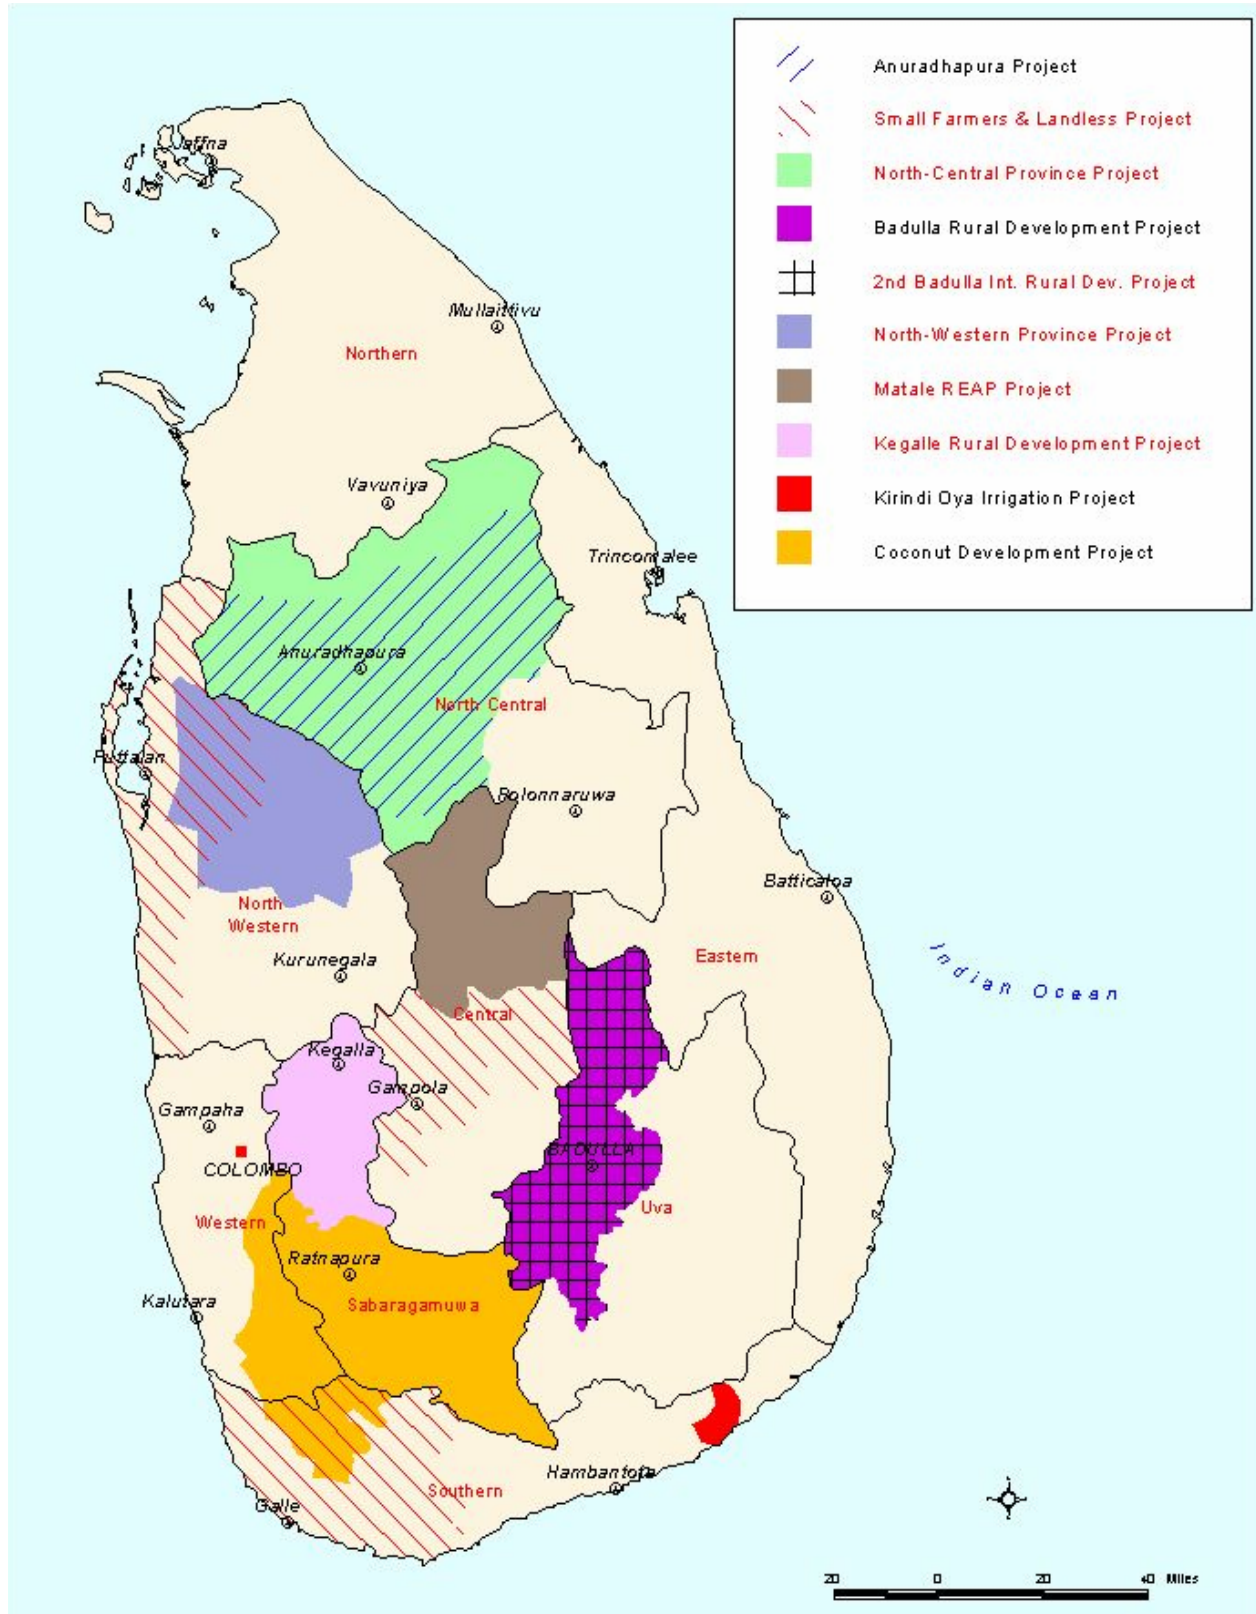 Anuradhapura Project
Small Farmers & Landless Project
North-Central Province Project
Badulla Rural Development Project
2nd Badulla Int. Rural Dev. Project
North-Western Province Project
Matale REAP Project
Kegalle Rural Development Project
Kirindi Oya Irrigation Project
Coconut Development Project
Jaffna
Mullaittivu
Northern
Vavuniya
Trincomalee
Anuradhapura
North Central
Puttalan
Polonnaruwa
Batticaloa
North
Western
Kurunegala
Eastern
Indian Ocean
Central
Kegalla
Gampola
Gampaha
COLOMBO
BADULLA
Western
Uva
Ratnapura
Kalutara
Sabaragamuwa
Hambantota
Southern
Galle
20 0 20 40 Miles